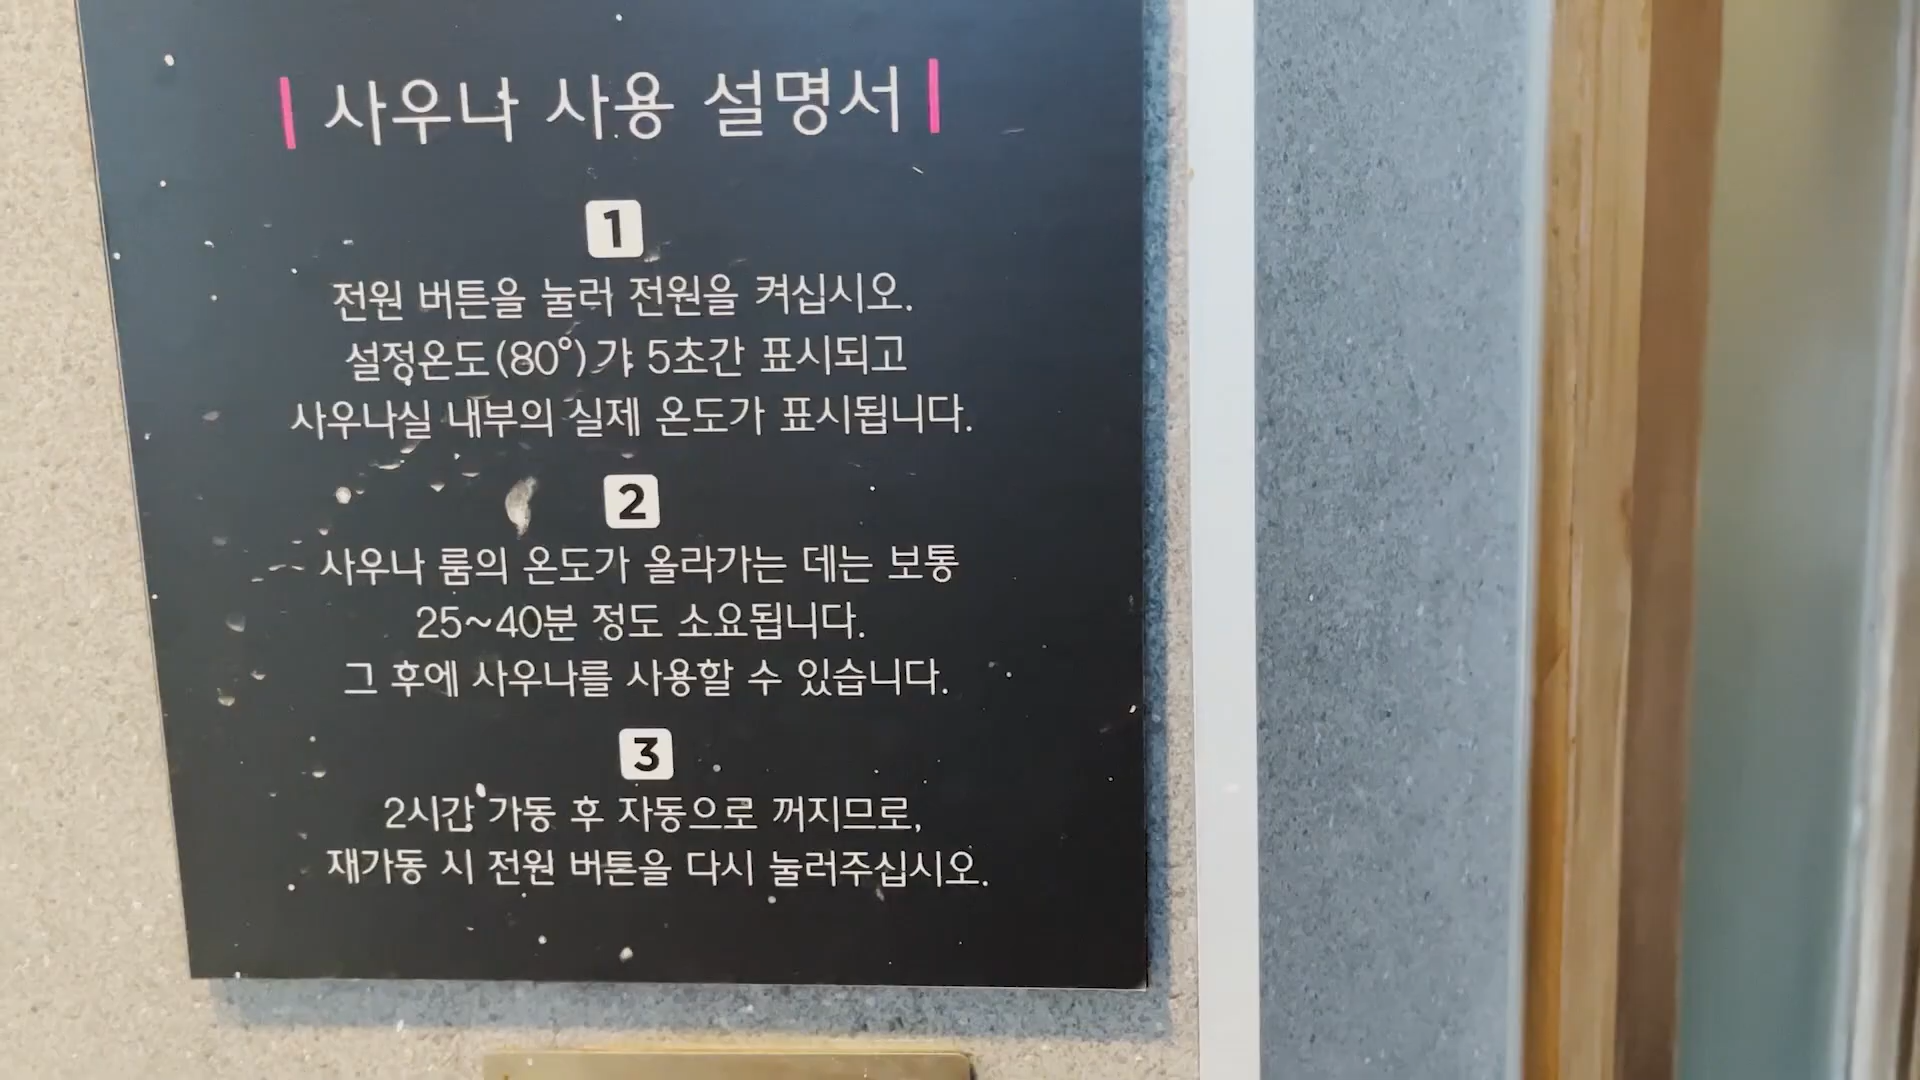 사우나 사용 설명서
1
전원 버튼을 눌러 전원을 켜십시오.
설정온도(80°)가 5초간 표시되고
사우나실 내부의 실제 온도가 표시됩니다.
2
사우나 룸의 온도가 올라가는 데는 보통
25~40분 정도 소요됩니다.
그 후에 사우나를 사용할 수 있습니다.
3
2시간 가동 후 자동으로 꺼지므로,
재가동 시 전원 버튼을 다시 눌러주십시오.